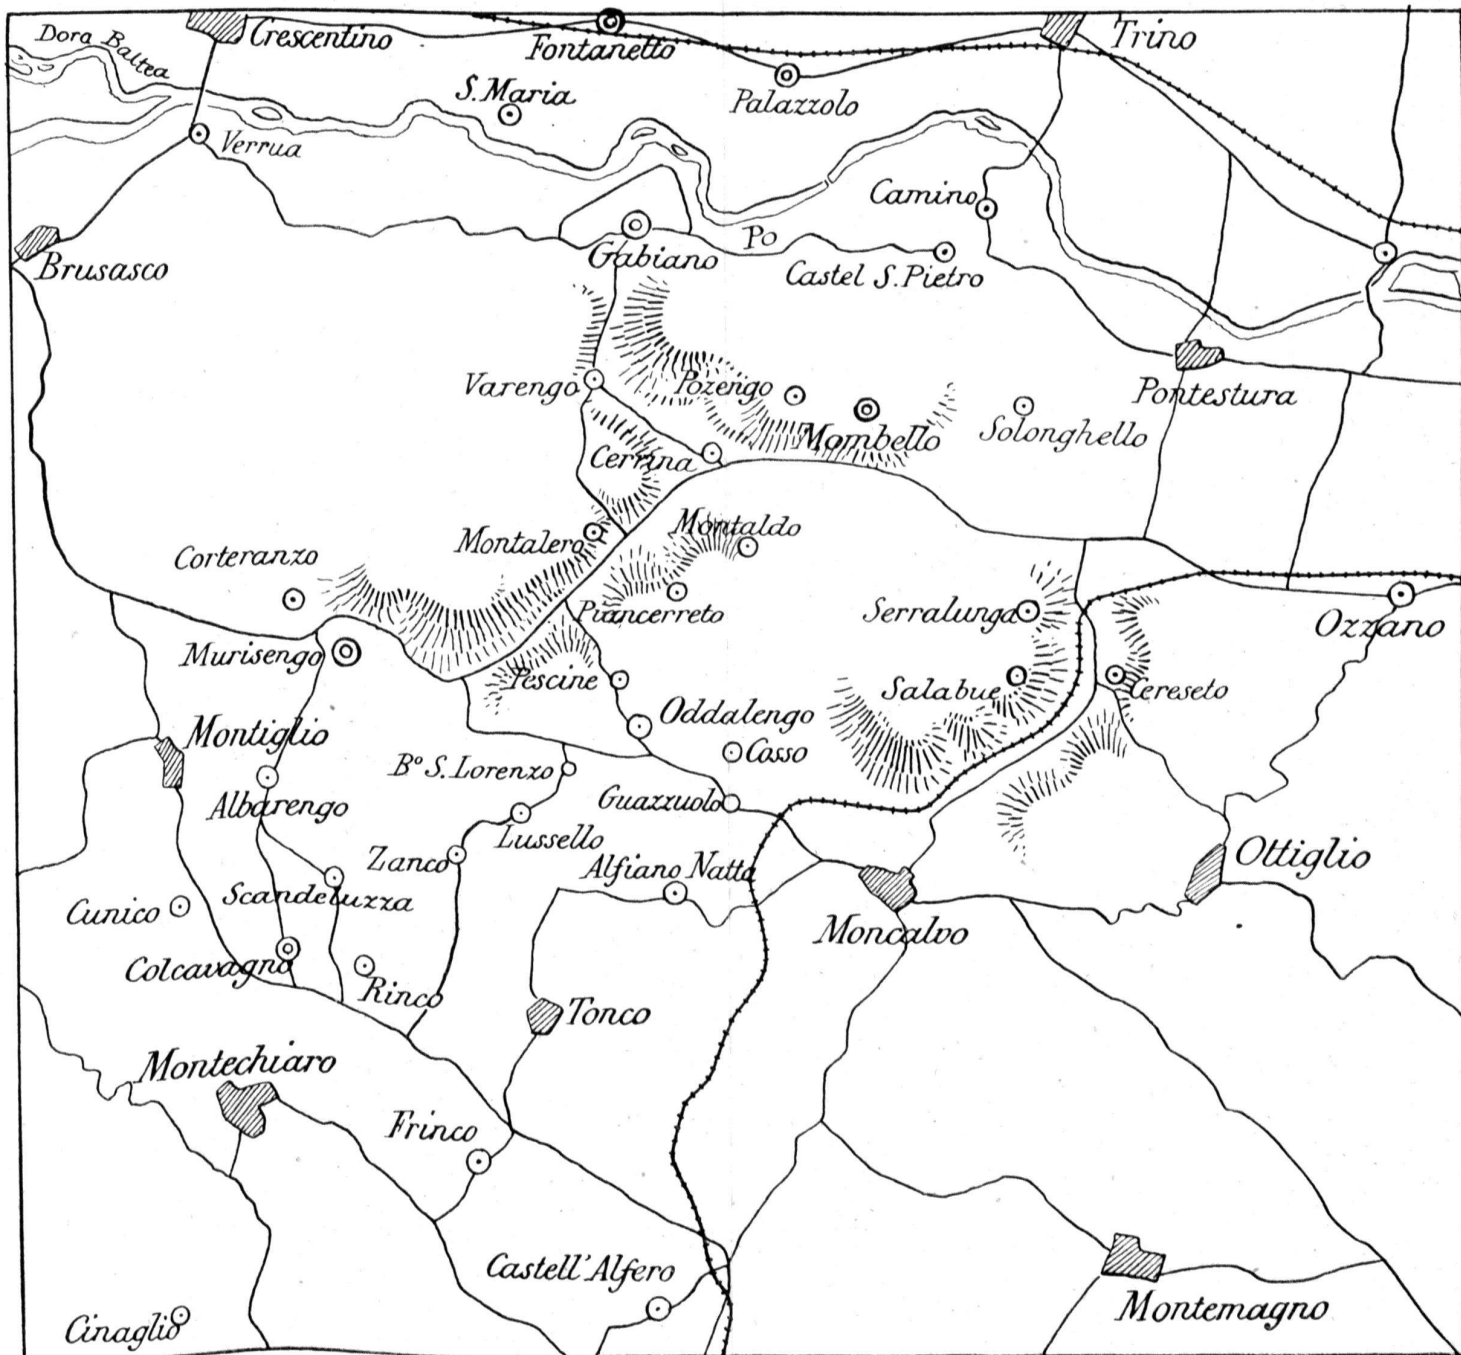 Crescentino
Fontanetto
Trino
Dora Baltea
S. Maria
Palazzolo
Verrua
Camino
Po
Gabiano
Brusasco
Castel S. Pietro
Varengo
Pozengo
Pontestura
Mombello
Solonghello
Cerrina
Montaldo
Montalero
Corteranzo
Piancerreto
Serralunga
Ozzano
Murisengo
Pescine
Salabue
Cereseto
Oddalengo
Montiglio
Casso
Bº S. Lorenzo
Guazzuolo
Albarengo
Lussello
Zanco
Alfiano Natta
Ottiglio
Scandeluzza
Cunico
Moncalvo
Colcavagno
Rinco
Tonco
Montechiaro
Frinco
Castell'Alfero
Montemagno
Cinaglio